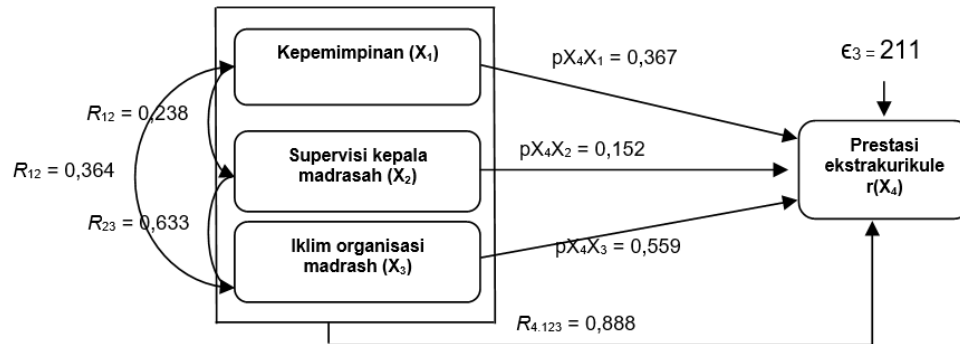 Kepemimpinan (X₁)
pX₄X₁ = 0,367
Є₃ = 211
R₁₂ = 0,238
Supervisi kepala
madrasah (X₂)
pX₄X₂ = 0,152
Prestasi
ekstrakurikule
r(X₄)
R₁₂ = 0,364
R₂₃ = 0,633
Iklim organisasi
madrash (X₃)
pX₄X₃ = 0,559
R₄.₁₂₃ = 0,888